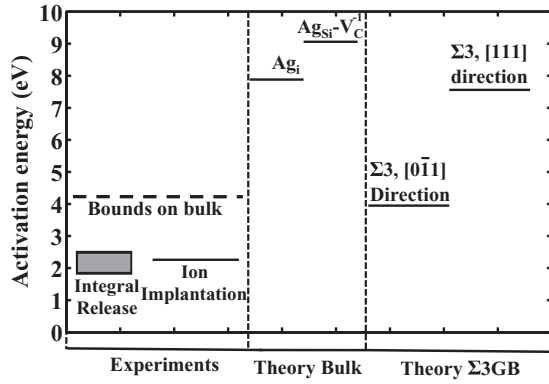 Activation energy (eV)
10
9
8
7
6
5
4
3
2
1
0
Bounds on bulk
Integral
Release
Ion
Implantation
Ag_i
Ag_Si-V_C^-1
Σ3, [01̄1]
Direction
Σ3, [111]
direction
Experiments
Theory Bulk
Theory Σ3GB